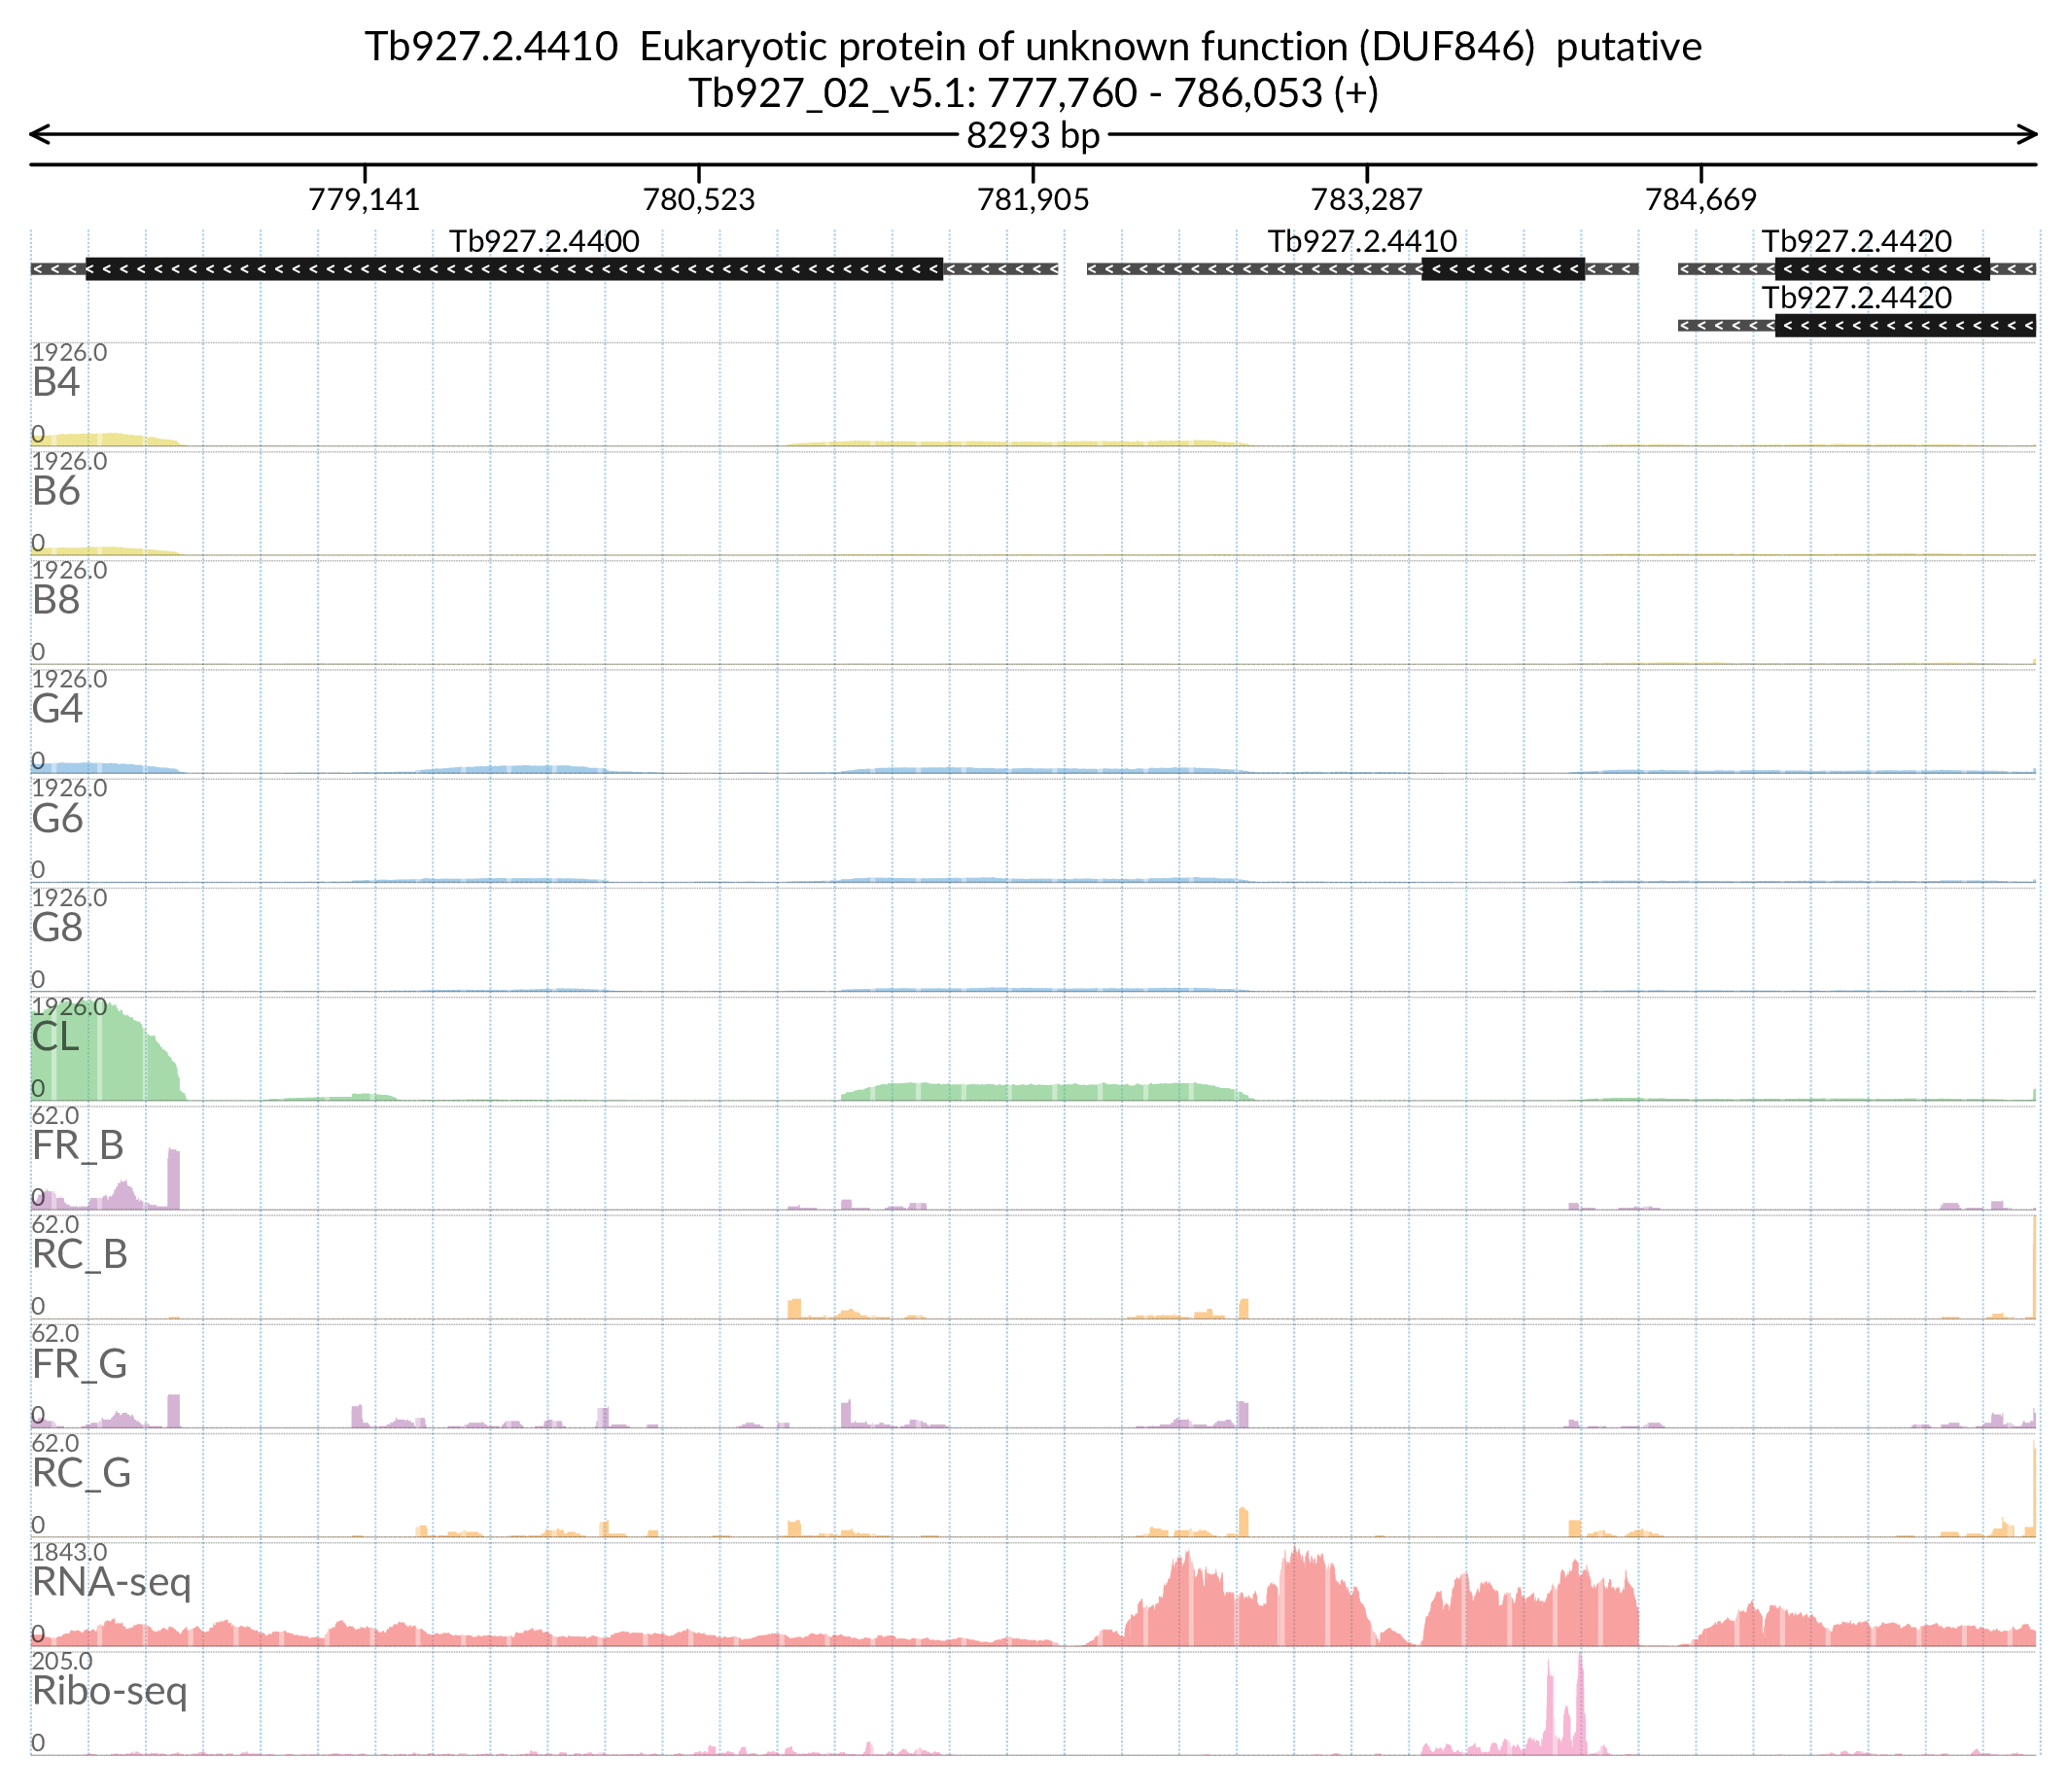 Tb927.2.4410  Eukaryotic protein of unknown function (DUF846)  putative
Tb927_02_v5.1: 777,760 - 786,053 (+)
8293 bp
779,141 780,523 781,905 783,287 784,669
Tb927.2.4400 Tb927.2.4410 Tb927.2.4420
Tb927.2.4420
1926.0
B4
0
1926.0
B6
0
1926.0
B8
0
1926.0
G4
0
1926.0
G6
0
1926.0
G8
0
1926.0
CL
0
62.0
FR_B
0
62.0
RC_B
0
62.0
FR_G
0
62.0
RC_G
0
1843.0
RNA-seq
0
205.0
Ribo-seq
0